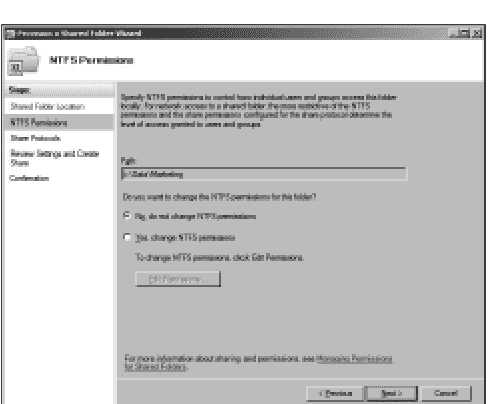 Provision a Shared Folder Wizard
NTFS Permissions
Steps:
Shared Folder Location
NTFS Permissions
Share Protocols
Review Settings and Create
Share
Confirmation
Specify NTFS permissions to control how individual users and groups access this folder
locally. For network access to a shared folder, the more restrictive of the NTFS
permissions and the share permissions configured for the share protocol determine the
level of access granted to users and groups.
Path:
\Data\Marketing
Do you want to change the NTFS permissions for this folder?
No, do not change NTFS permissions
Yes, change NTFS permissions
To change NTFS permissions, click Edit Permissions.
Edit Permissions...
For more information about sharing and permissions, see Managing Permissions
for Shared Folders.
< Previous
Next >
Cancel